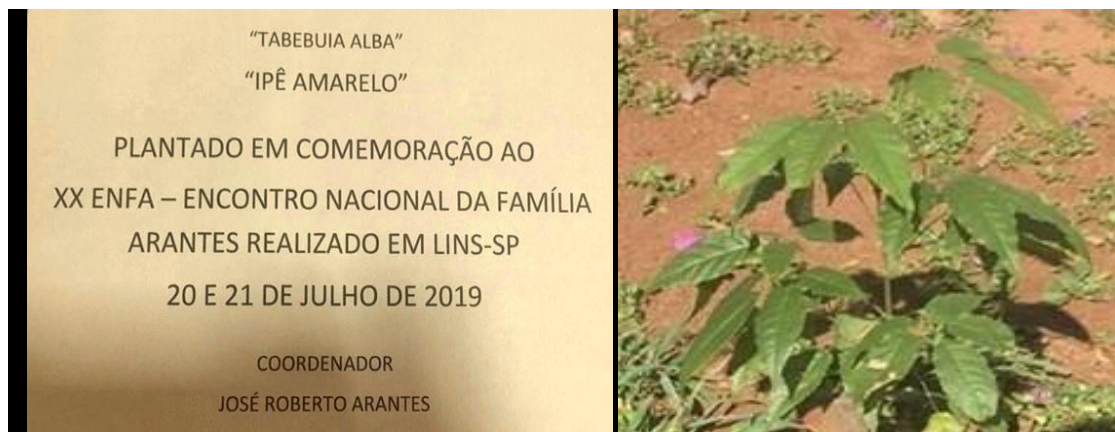 “TABEBUIA ALBA”
“IPÊ AMARELO”
PLANTADO EM COMEMORAÇÃO AO
XX ENFA – ENCONTRO NACIONAL DA FAMÍLIA
ARANTES REALIZADO EM LINS-SP
20 E 21 DE JULHO DE 2019
COORDENADOR
JOSÉ ROBERTO ARANTES